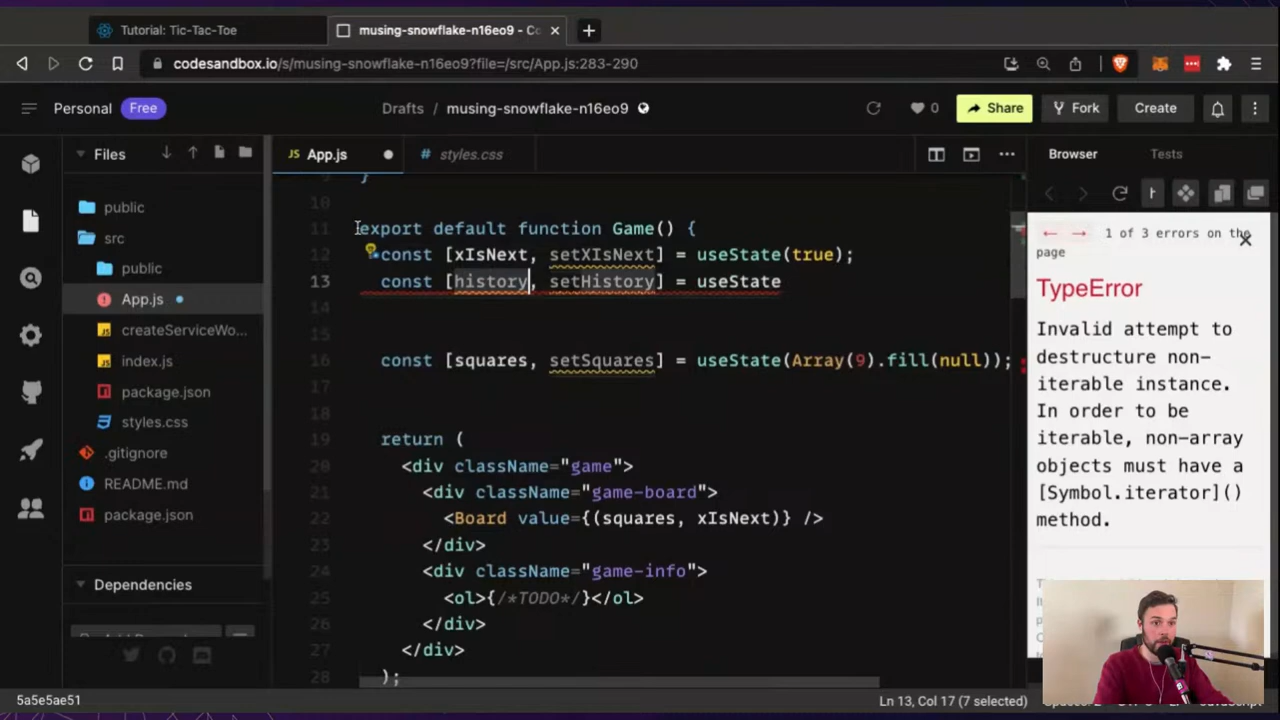 Tutorial: Tic-Tac-Toe
musing-snowflake-n16eo9 - Co
codesandbox.io/s/musing-snowflake-n16eo9?file=/src/App.js:283-290
Personal Free
Drafts / musing-snowflake-n16eo9
0
Share
Fork
Create
Files
public
src
public
App.js
createServiceWo...
index.js
package.json
styles.css
.gitignore
README.md
package.json
Dependencies
App.js
styles.css
}
10
11 export default function Game() {
12 const [xIsNext, setXIsNext] = useState(true);
13 const [history, setHistory] = useState
14
16 const [squares, setSquares] = useState(Array(9).fill(null));
17
18
19 return (
20 <div className="game">
21 <div className="game-board">
22 <Board value={(squares, xIsNext)} />
23 </div>
24 <div className="game-info">
25 <ol>{/*TODO*/}</ol>
26 </div>
27 </div>
28 );
Browser Tests
1 of 3 errors on the
page
TypeError
Invalid attempt to
destructure non-
iterable instance.
In order to be
iterable, non-array
objects must have a
[Symbol.iterator]()
method.
5a5e5ae51
Ln 13, Col 17 (7 selected)